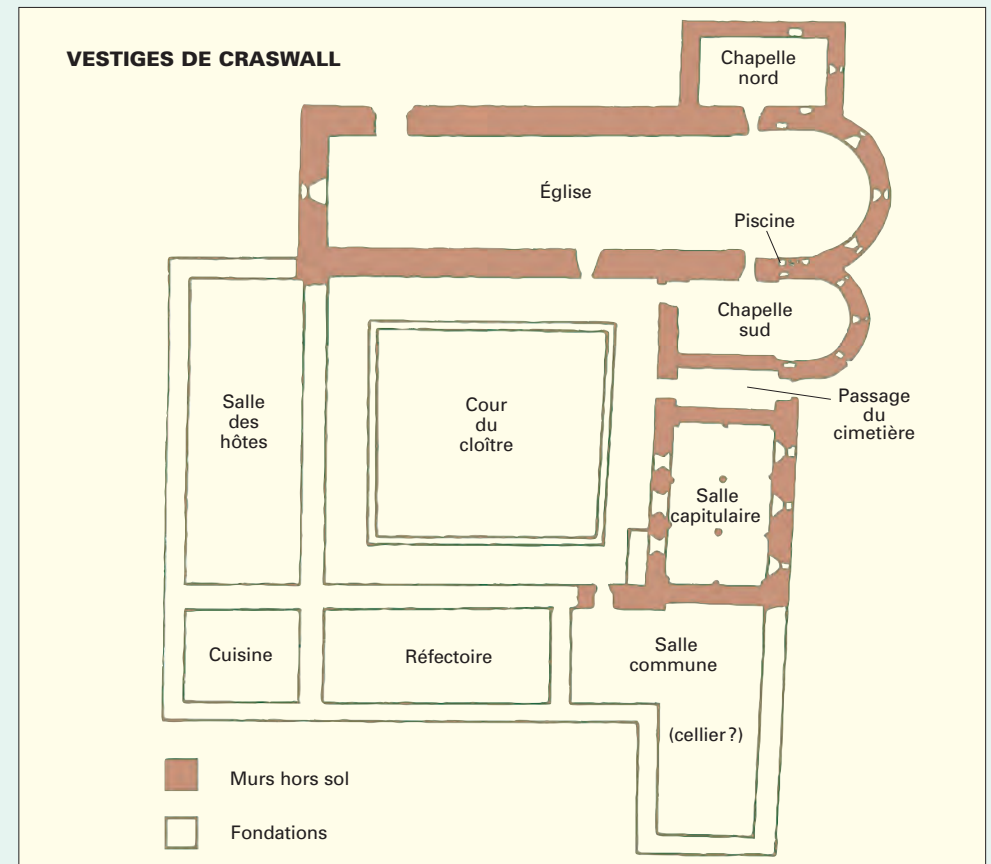 VESTIGES DE CRASWALL
Chapelle
nord
Église
Piscine
Chapelle
sud
Passage
du
cimetière
Salle
des
hôtes
Cour
du
cloître
Salle
capitulaire
Cuisine
Réfectoire
Salle
commune
(cellier ?)
Murs hors sol
Fondations